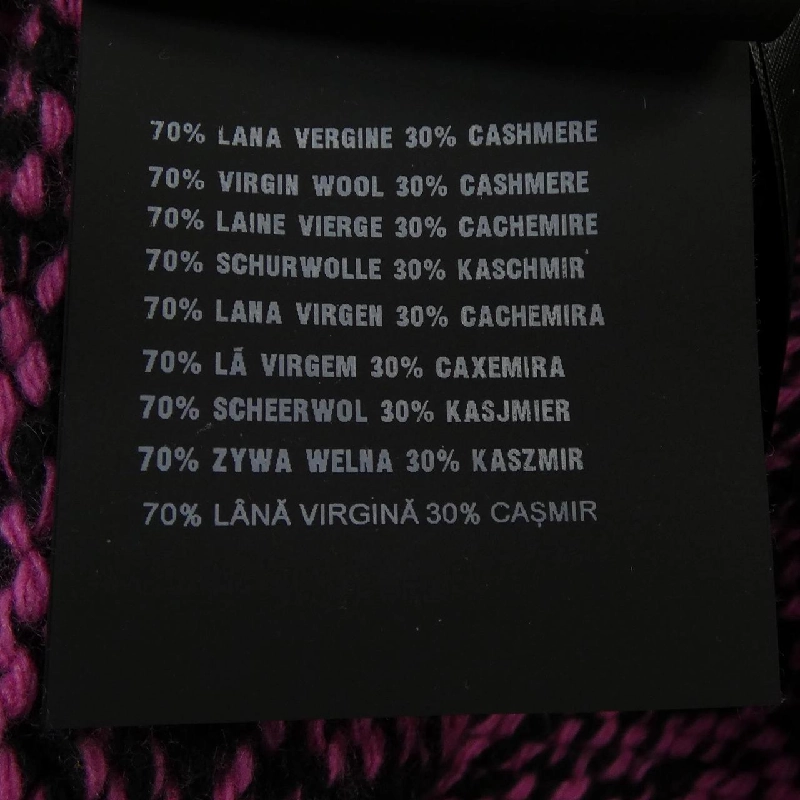 70% LANA VERGINE 30% CASHMERE
70% VIRGIN WOOL 30% CASHMERE
70% LAINE VIERGE 30% CACHEMIRE
70% SCHURWOLLE 30% KASCHMIR
70% LANA VIRGEN 30% CACHEMIRA
70% LÃ VIRGEM 30% CAXEMIRA
70% SCHEERWOL 30% KASJMIER
70% ZYWA WELNA 30% KASZMIR
70% LÂNĂ VIRGINĂ 30% CAȘMIR